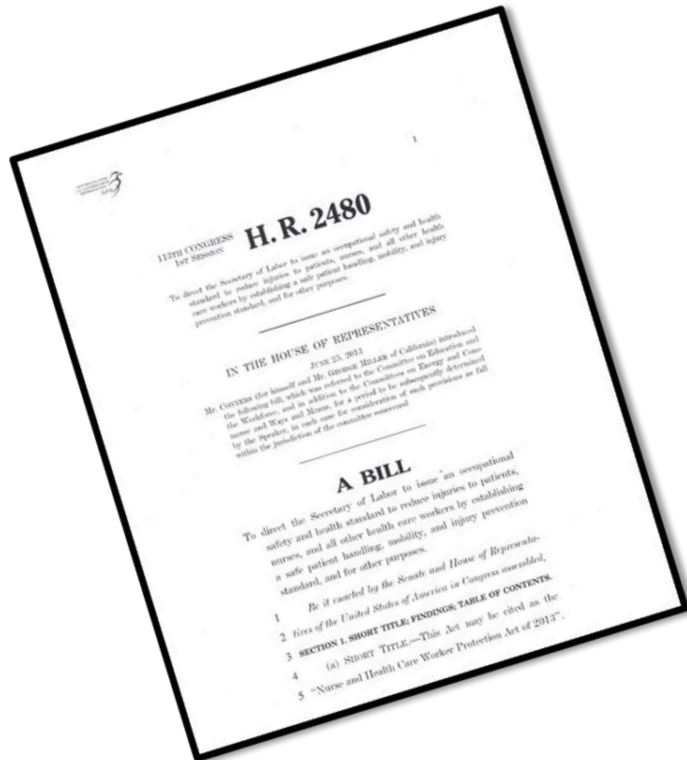 I
113TH CONGRESS
1ST SESSION
H. R. 2480
To direct the Secretary of Labor to issue an occupational safety and health
standard to reduce injuries to patients, nurses, and all other health
care workers by establishing a safe patient handling, mobility, and injury
prevention standard, and for other purposes.
IN THE HOUSE OF REPRESENTATIVES
JUNE 25, 2013
Mr. CONYERS (for himself and Mr. GEORGE MILLER of California) introduced
the following bill; which was referred to the Committee on Education and
the Workforce, and in addition to the Committees on Energy and Com-
merce and Ways and Means, for a period to be subsequently determined
by the Speaker, in each case for consideration of such provisions as fall
within the jurisdiction of the committee concerned
A BILL
To direct the Secretary of Labor to issue an occupational
safety and health standard to reduce injuries to patients,
nurses, and all other health care workers by establishing
a safe patient handling, mobility, and injury prevention
standard, and for other purposes.
1 Be it enacted by the Senate and House of Representa-
2 tives of the United States of America in Congress assembled,
3 SECTION 1. SHORT TITLE; FINDINGS; TABLE OF CONTENTS.
4 (a) SHORT TITLE.—This Act may be cited as the
5 “Nurse and Health Care Worker Protection Act of 2013”.